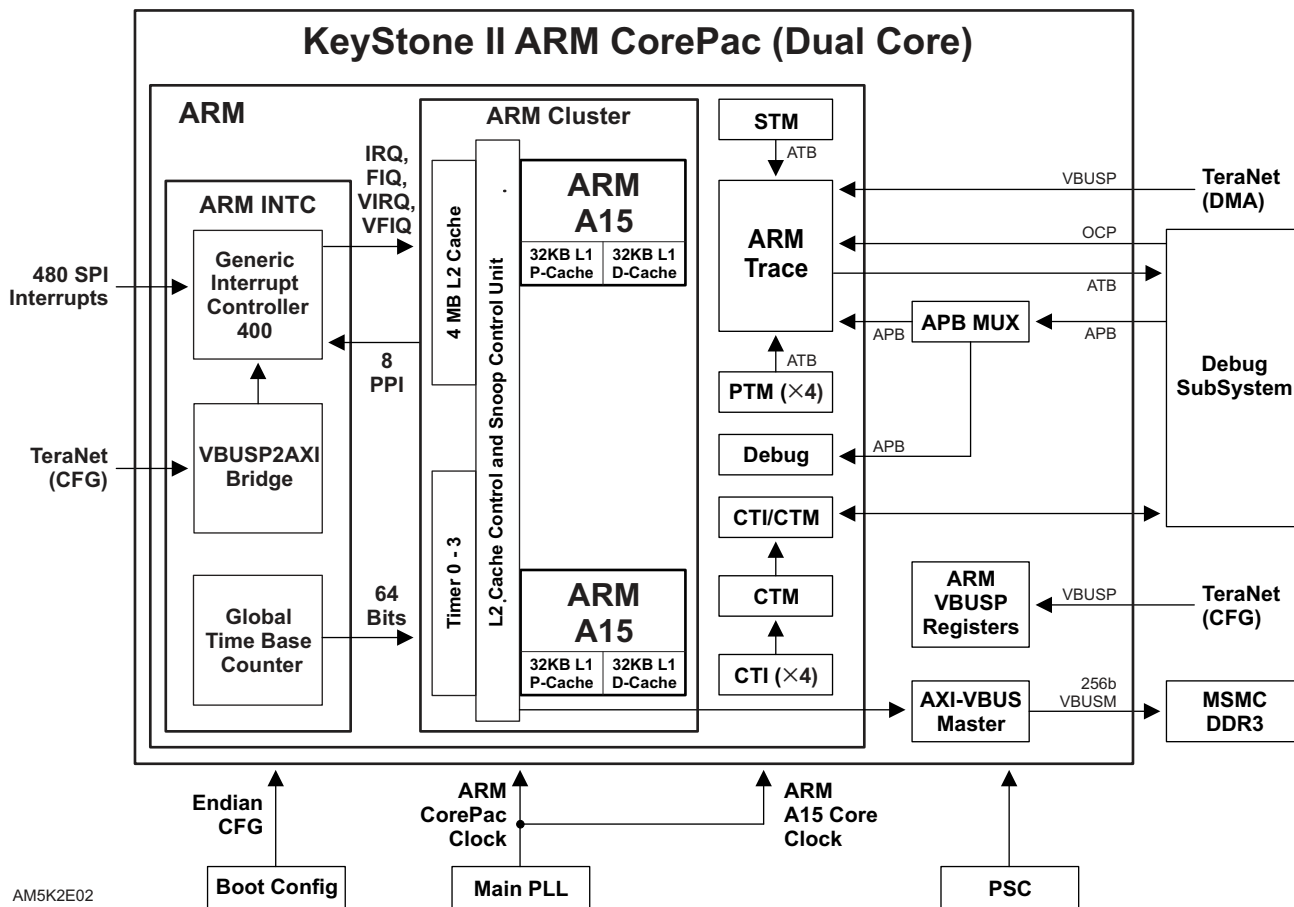 KeyStone II ARM CorePac (Dual Core)
ARM
ARM INTC
Generic
Interrupt
Controller
400
VBUSP2AXI
Bridge
Global
Time Base
Counter
480 SPI
Interrupts
TeraNet
(CFG)
IRQ,
FIQ,
VIRQ,
VFIQ
8
PPI
64
Bits
ARM Cluster
4 MB L2 Cache
Timer 0 - 3
L2 Cache Control and Snoop Control Unit
ARM
A15
32KB L1
P-Cache
32KB L1
D-Cache
ARM
A15
32KB L1
P-Cache
32KB L1
D-Cache
STM
ATB
ARM
Trace
ATB
PTM (×4)
Debug
CTI/CTM
CTM
CTI (×4)
APB
APB MUX
APB
APB
VBUSP
OCP
ATB
TeraNet
(DMA)
Debug
SubSystem
ARM
VBUSP
Registers
VBUSP
TeraNet
(CFG)
AXI-VBUS
Master
256b
VBUSM
MSMC
DDR3
Endian
CFG
Boot Config
ARM
CorePac
Clock
Main PLL
ARM
A15 Core
Clock
PSC
AM5K2E02